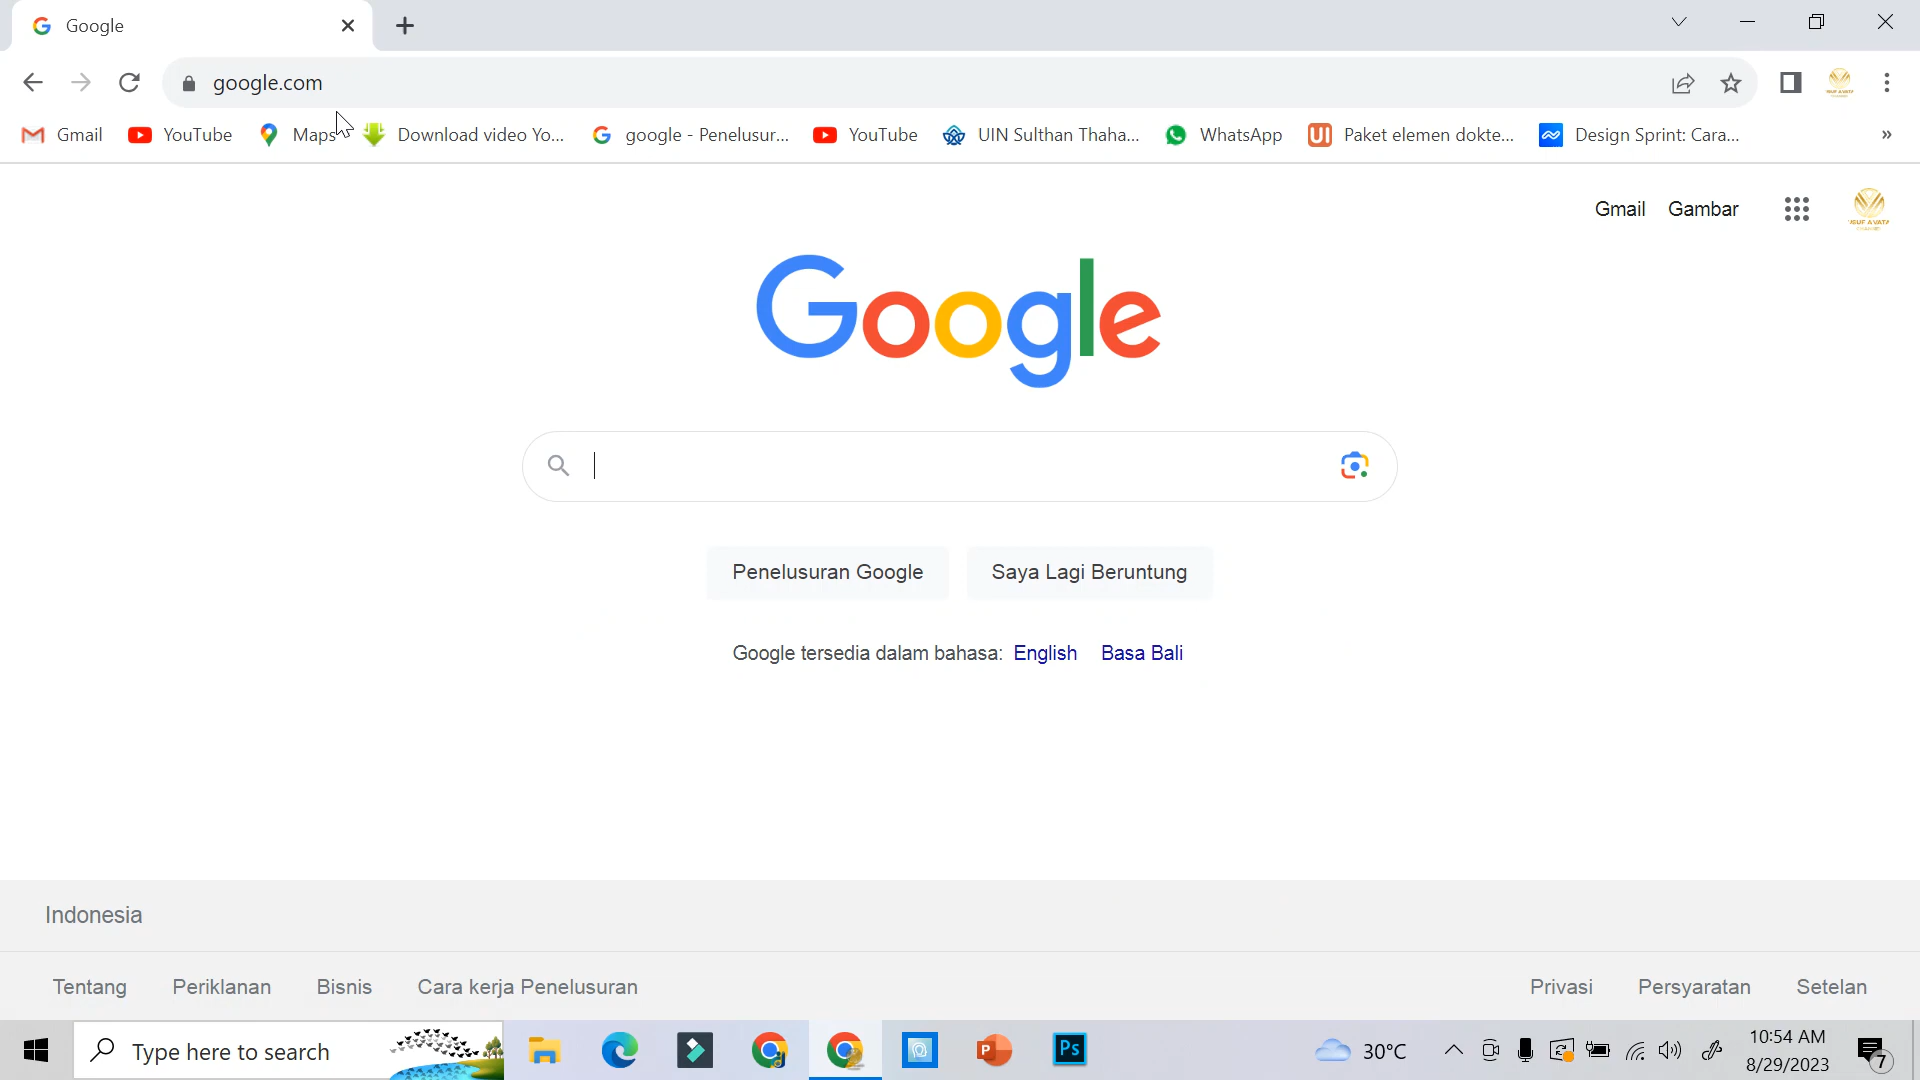 Google
google.com
Gmail YouTube Maps Download video Yo... google - Penelusur... YouTube UIN Sulthan Thaha... WhatsApp UI Paket elemen dokte... Design Sprint: Cara... »
Gmail Gambar
Google
Penelusuran Google Saya Lagi Beruntung
Google tersedia dalam bahasa: English Basa Bali
Indonesia
Tentang Periklanan Bisnis Cara kerja Penelusuran Privasi Persyaratan Setelan
Type here to search P Ps 30°C 10:54 AM
8/29/2023 7